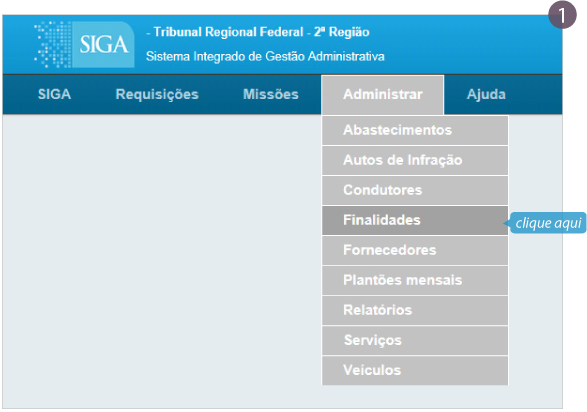 1
SIGA
- Tribunal Regional Federal - 2ª Região
Sistema Integrado de Gestão Administrativa
SIGA Requisições Missões Administrar Ajuda
Abastecimentos
Autos de Infração
Condutores
Finalidades
clique aqui
Fornecedores
Plantões mensais
Relatórios
Serviços
Veículos